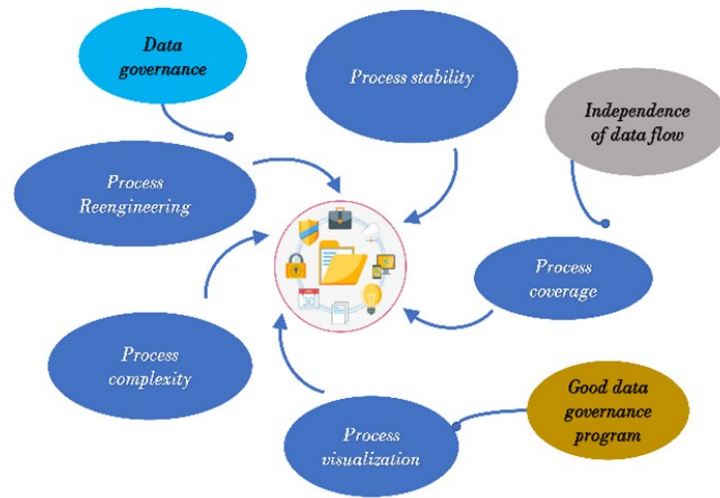 Data
governance
Process stability
Independence
of data flow
Process
Reengineering
Process
coverage
Process
complexity
Good data
governance
program
Process
visualization